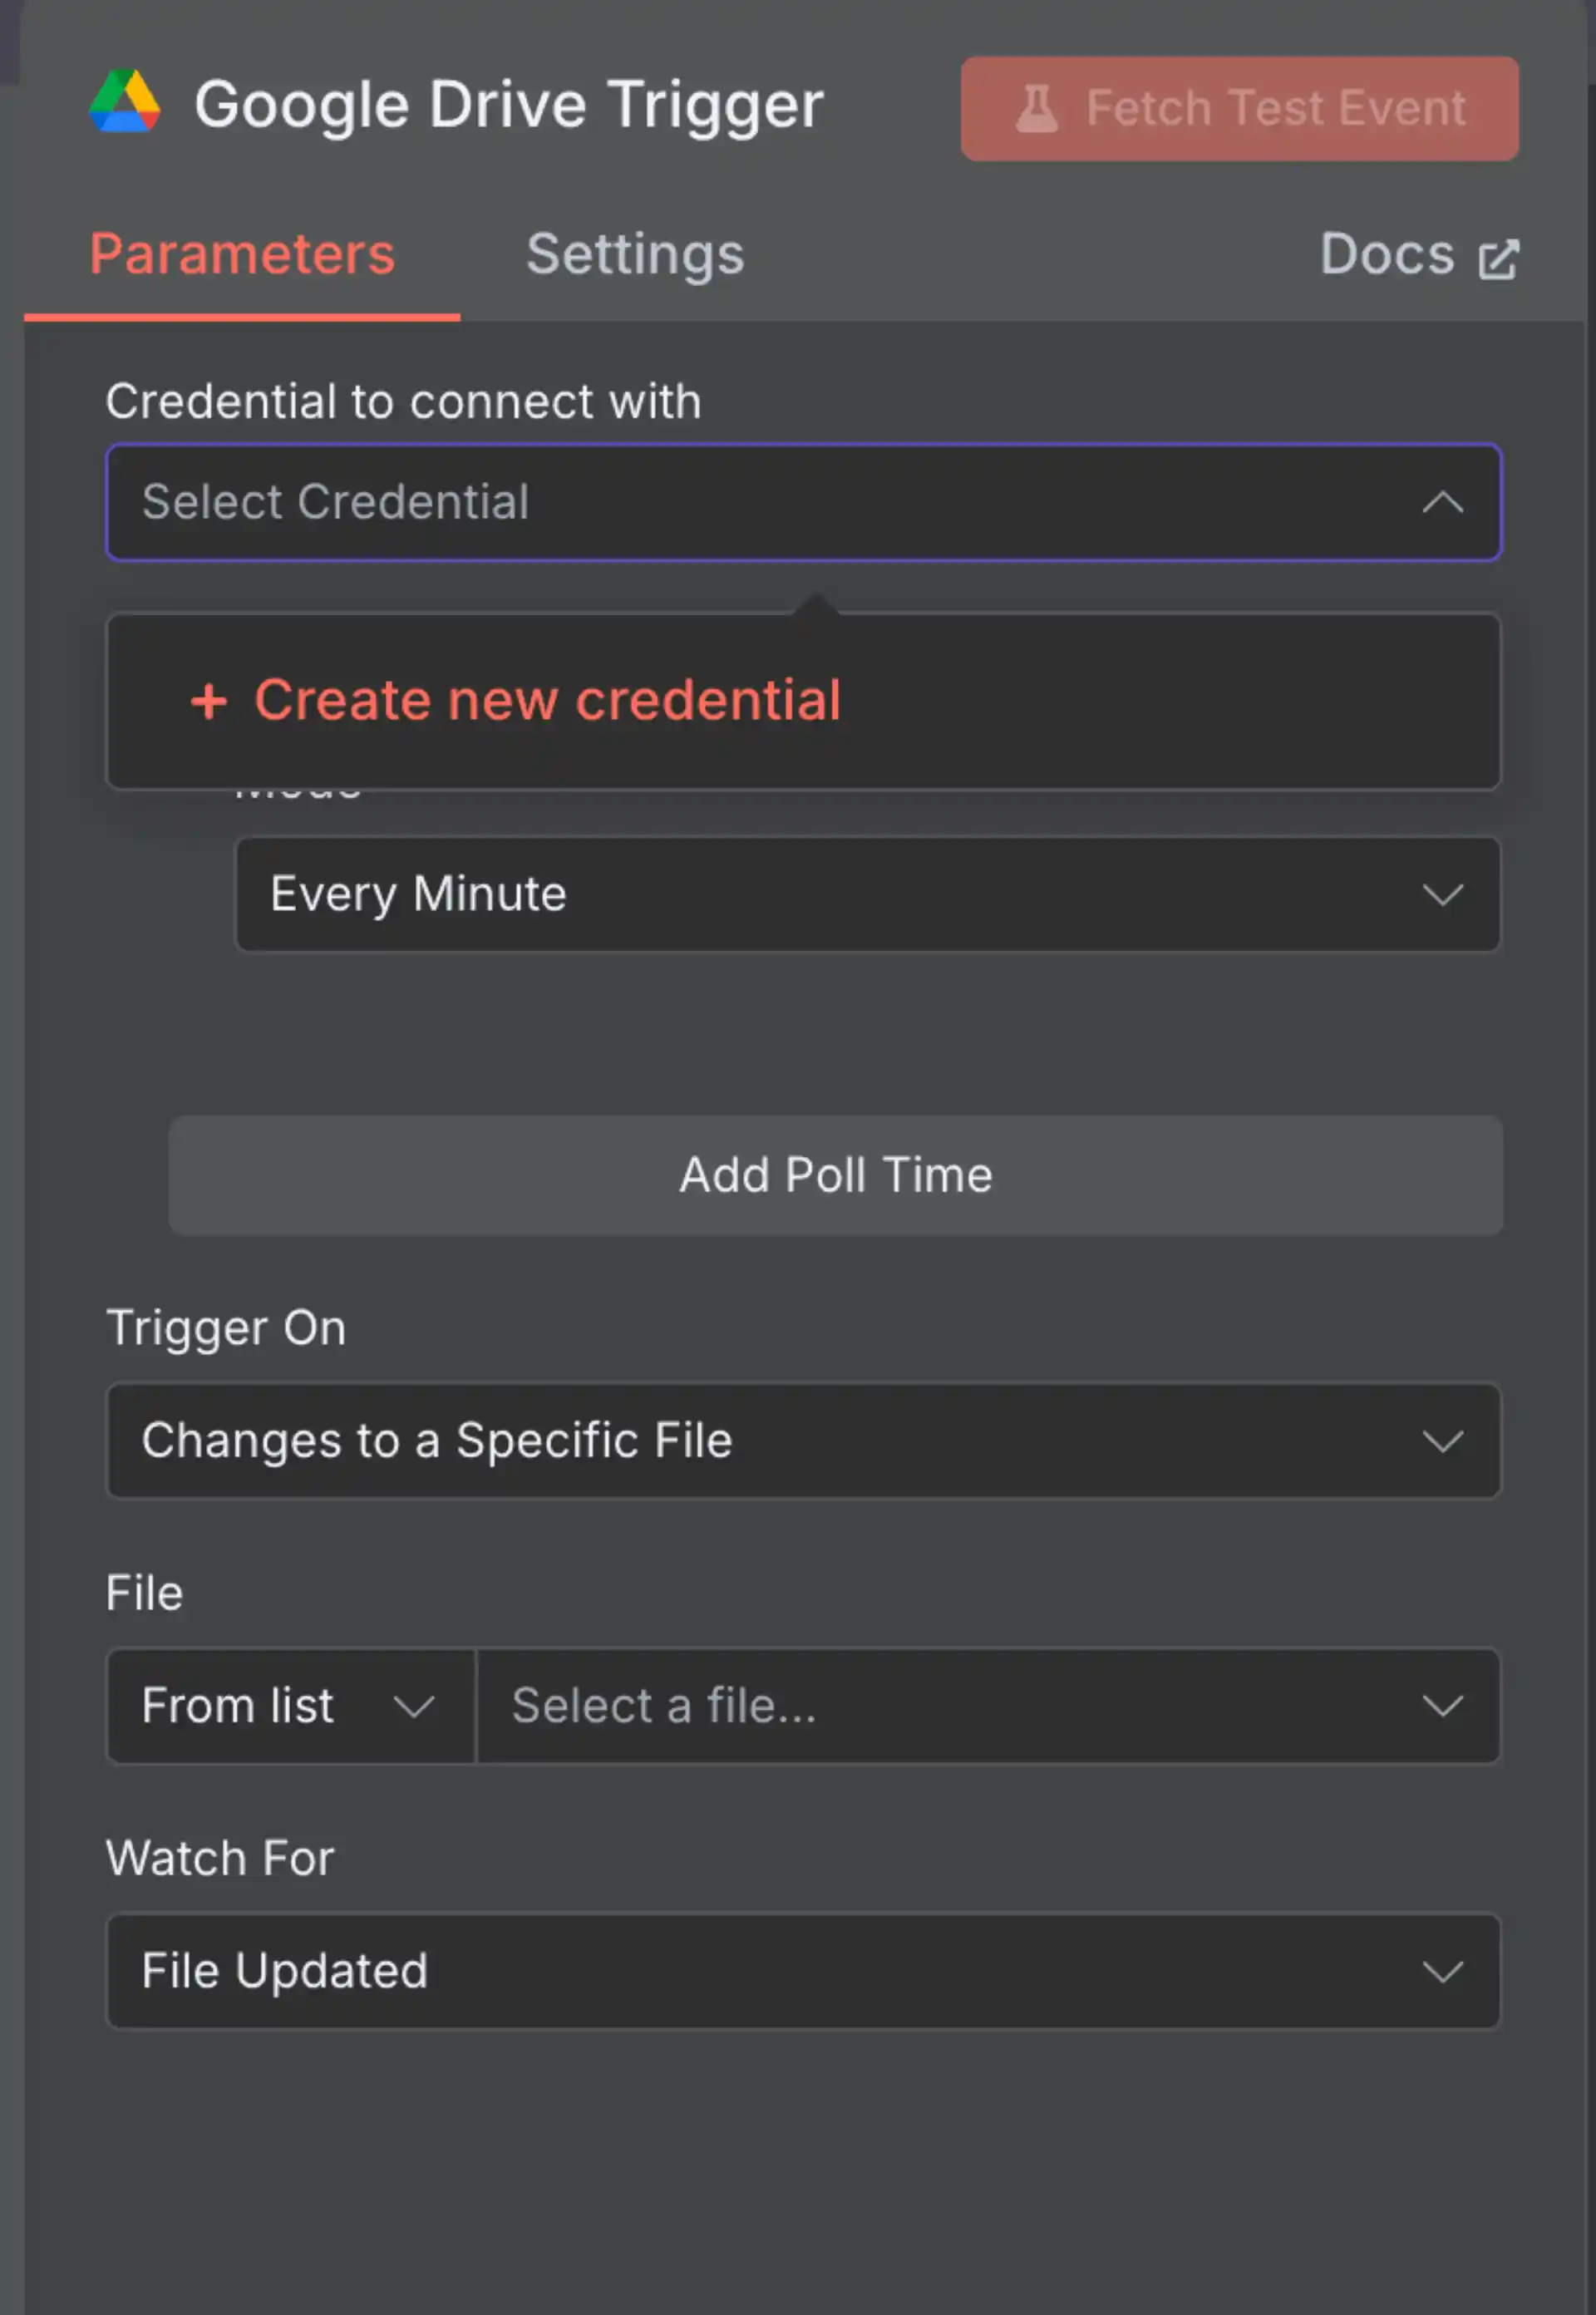 Google Drive Trigger
Fetch Test Event
Parameters
Settings
Docs
Credential to connect with
Select Credential
+ Create new credential
Every Minute
Add Poll Time
Trigger On
Changes to a Specific File
File
From list
Select a file...
Watch For
File Updated